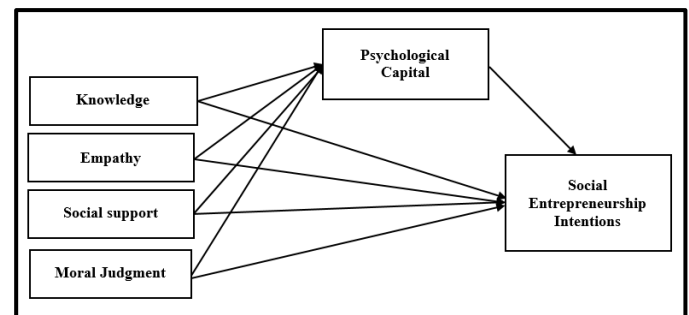 Psychological
Capital
Knowledge
Empathy
Social support
Moral Judgment
Social
Entrepreneurship
Intentions